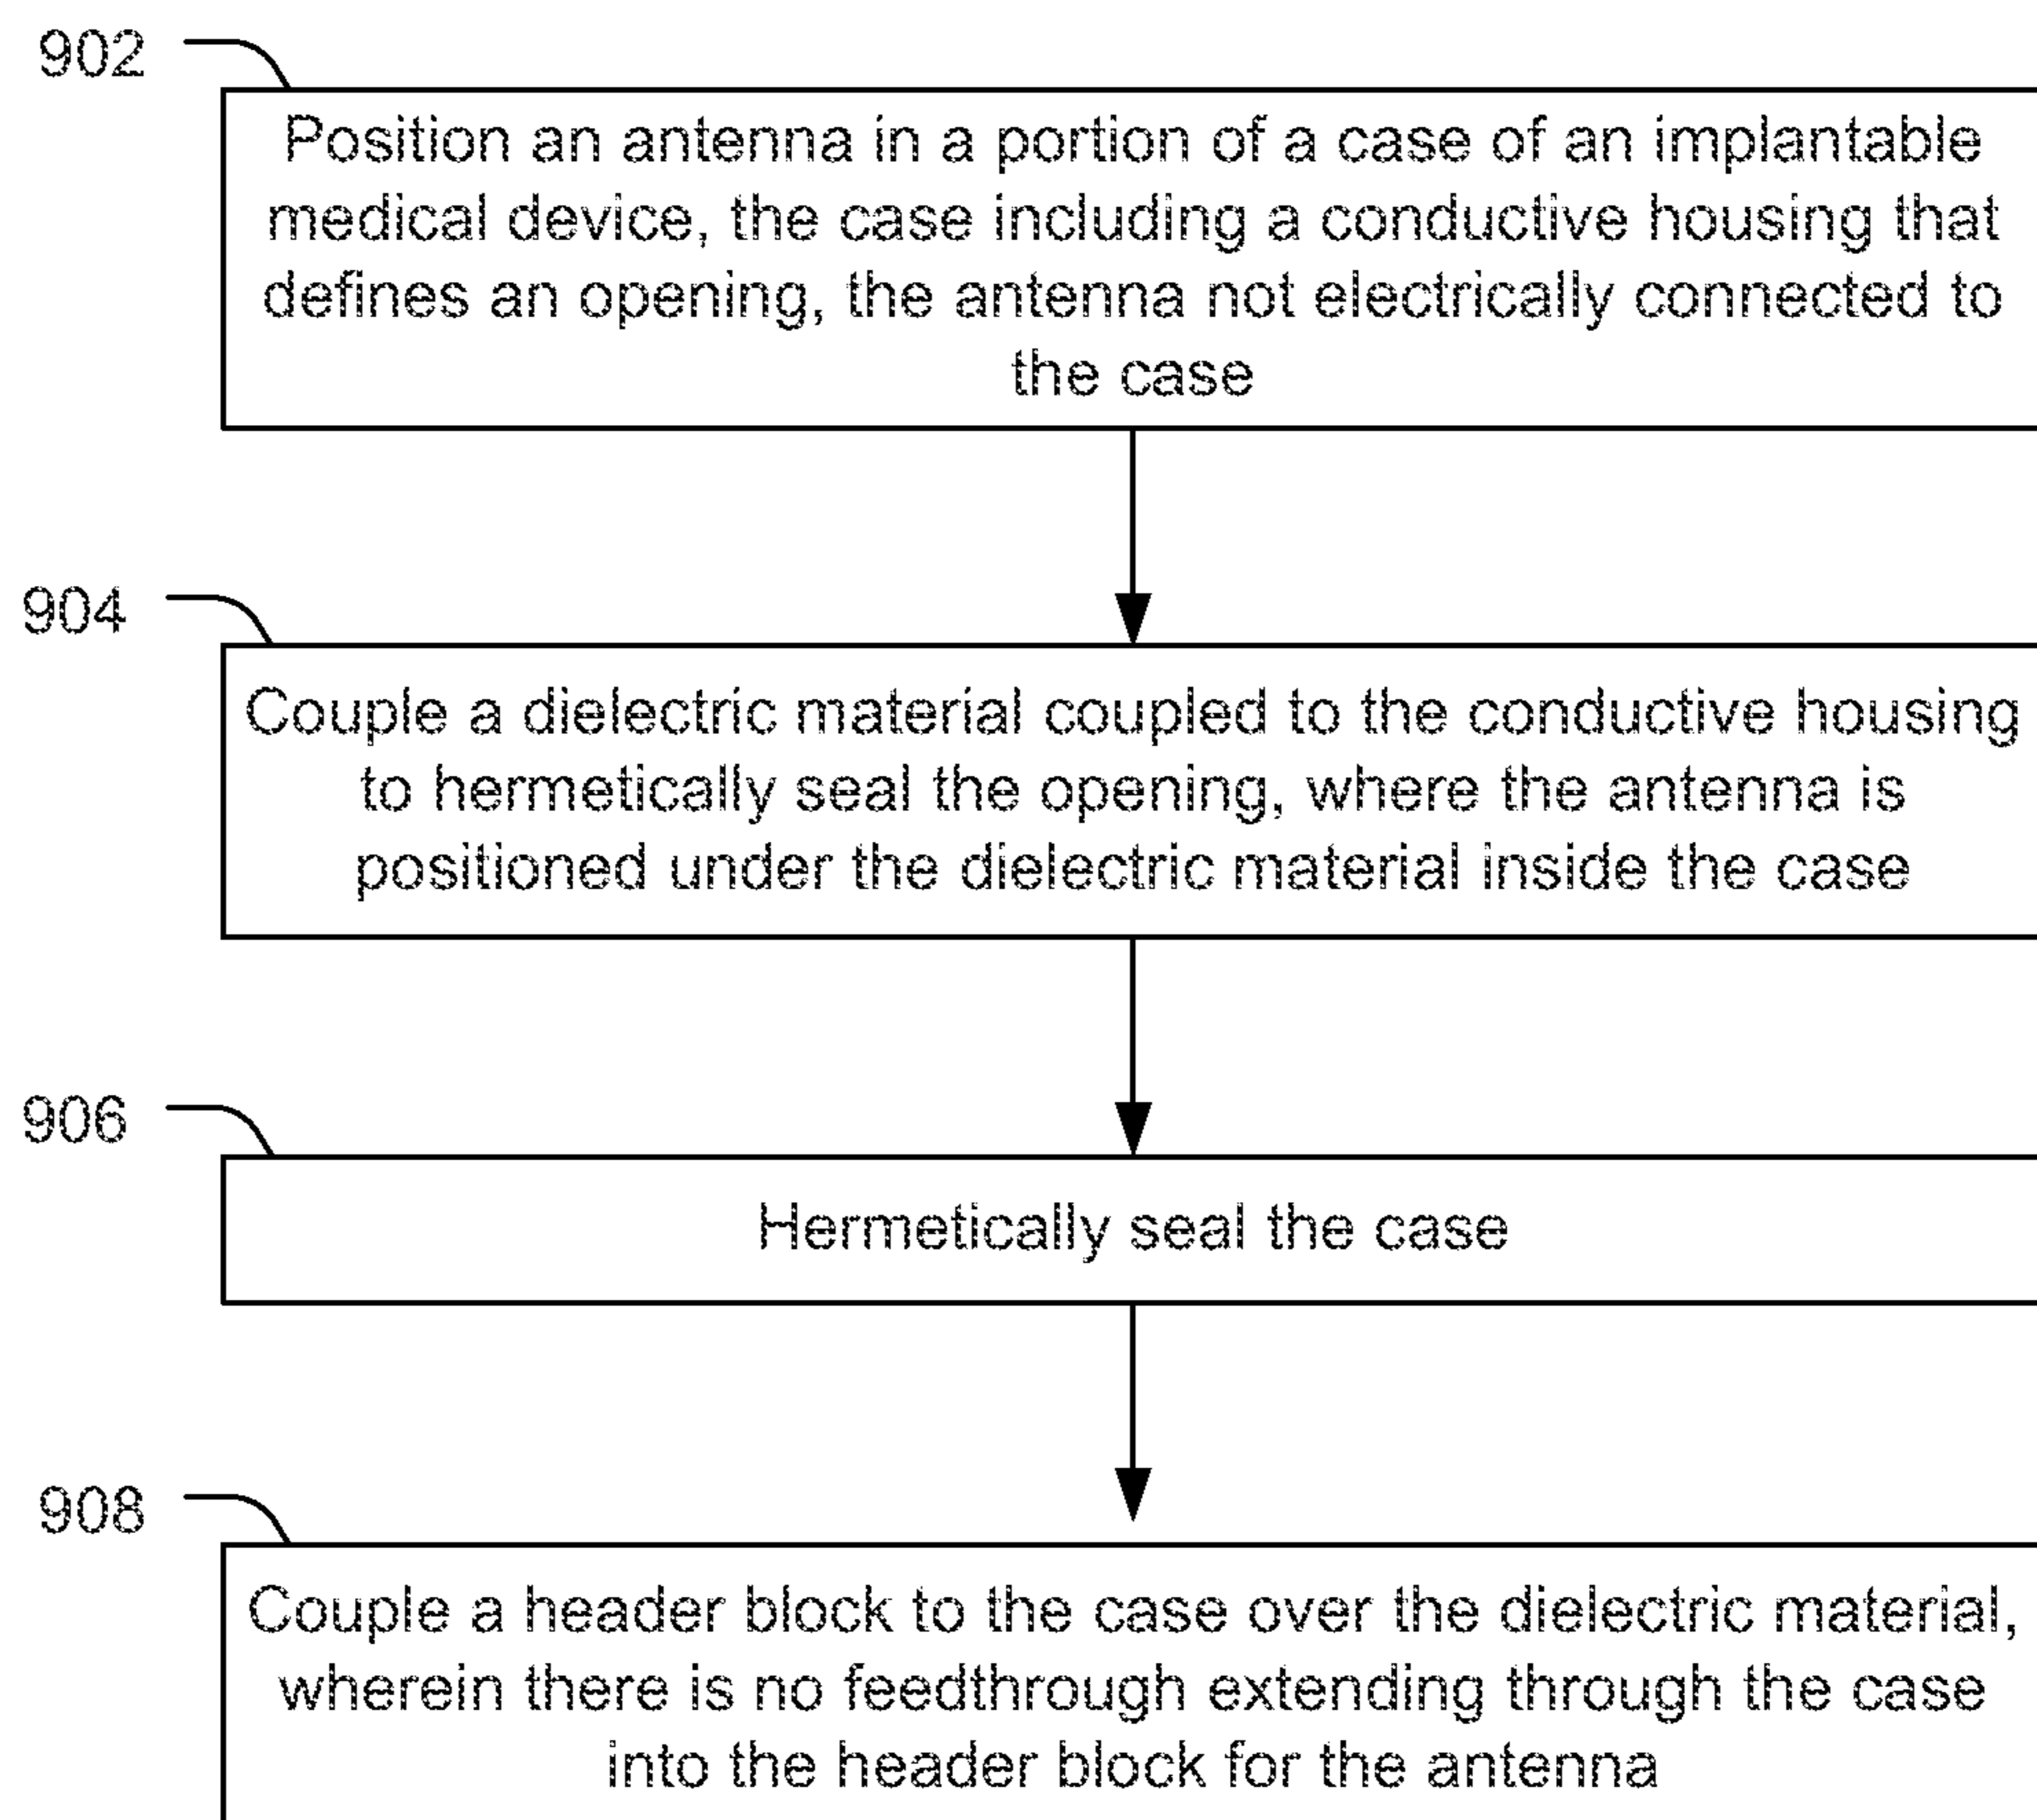 902
Position an antenna in a portion of a case of an implantable
medical device, the case including a conductive housing that
defines an opening, the antenna not electrically connected to
the case
904
Couple a dielectric material coupled to the conductive housing
to hermetically seal the opening, where the antenna is
positioned under the dielectric material inside the case
906
Hermetically seal the case
908
Couple a header block to the case over the dielectric material,
wherein there is no feedthrough extending through the case
into the header block for the antenna